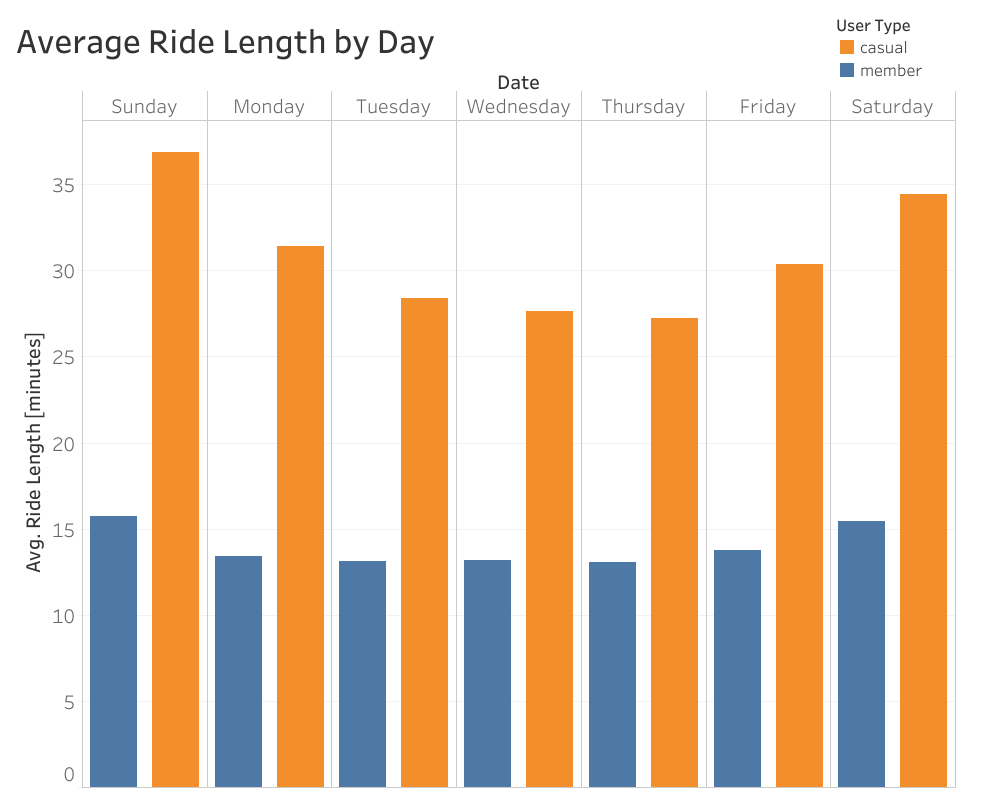 Average Ride Length by Day
User Type
casual
member
Date
Sunday Monday Tuesday Wednesday Thursday Friday Saturday
Avg. Ride Length [minutes]
35
30
25
20
15
10
5
0